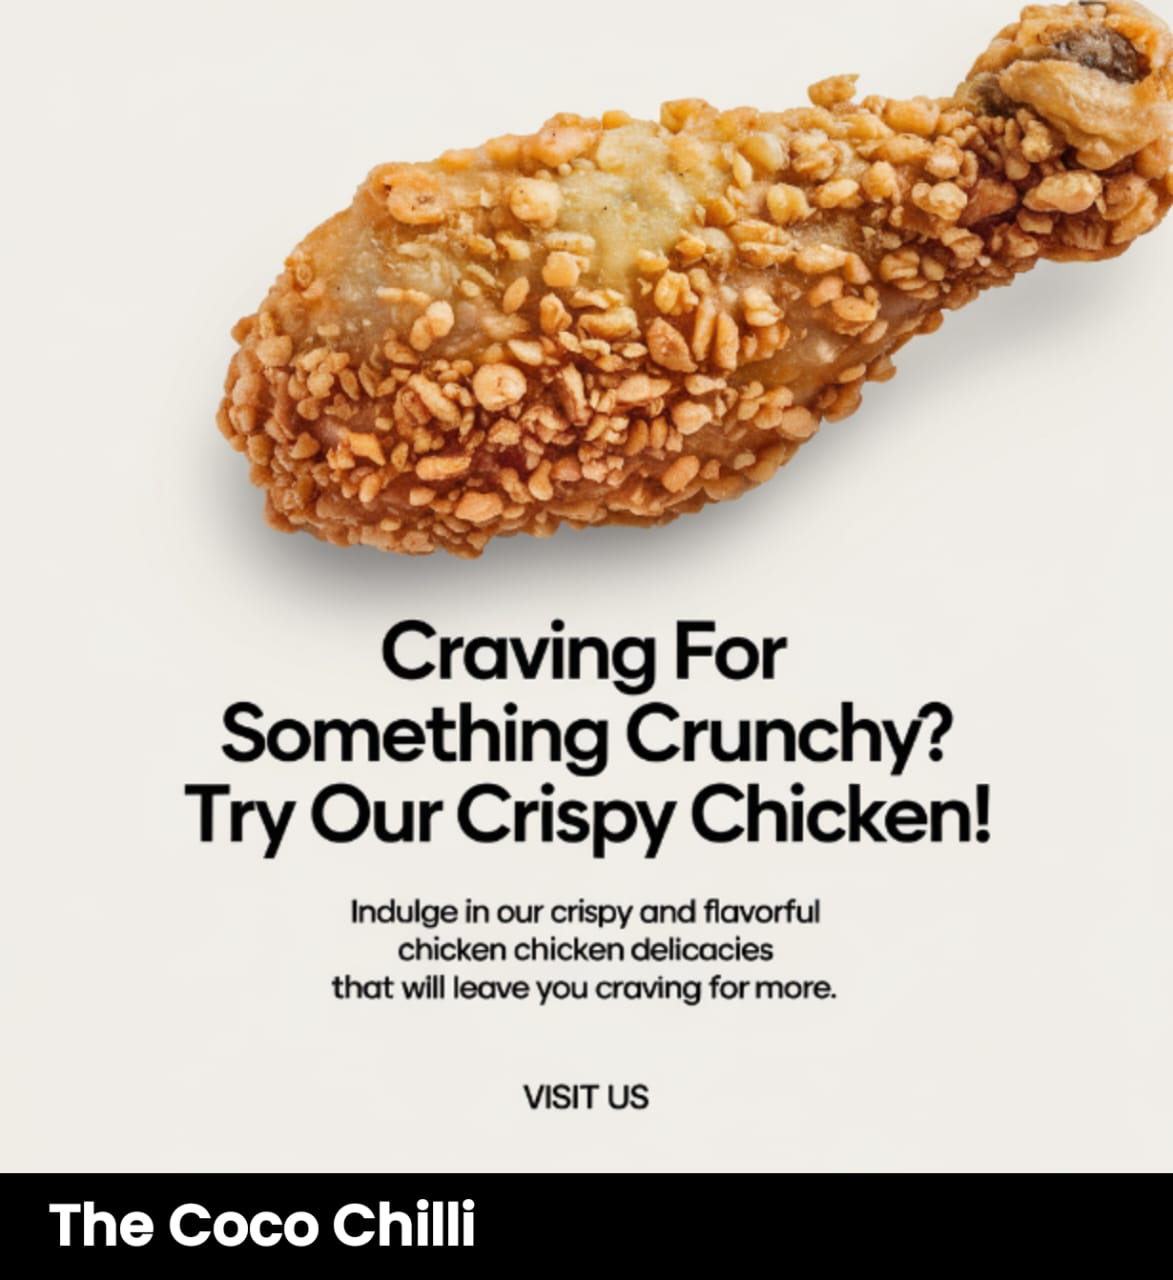 Craving For
Something Crunchy?
Try Our Crispy Chicken!
Indulge in our crispy and flavorful
chicken chicken delicacies
that will leave you craving for more.
VISIT US
The Coco Chilli